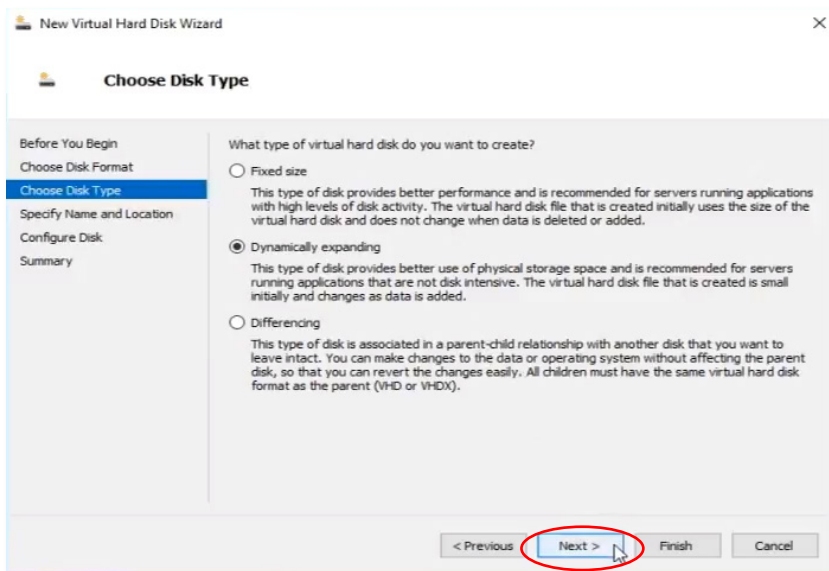 New Virtual Hard Disk Wizard
Choose Disk Type
Before You Begin
Choose Disk Format
Choose Disk Type
Specify Name and Location
Configure Disk
Summary
What type of virtual hard disk do you want to create?
Fixed size
This type of disk provides better performance and is recommended for servers running applications
with high levels of disk activity. The virtual hard disk file that is created initially uses the size of the
virtual hard disk and does not change when data is deleted or added.
Dynamically expanding
This type of disk provides better use of physical storage space and is recommended for servers
running applications that are not disk intensive. The virtual hard disk file that is created is small
initially and changes as data is added.
Differencing
This type of disk is associated in a parent-child relationship with another disk that you want to
leave intact. You can make changes to the data or operating system without affecting the parent
disk, so that you can revert the changes easily. All children must have the same virtual hard disk
format as the parent (VHD or VHDX).
< Previous
Next >
Finish
Cancel